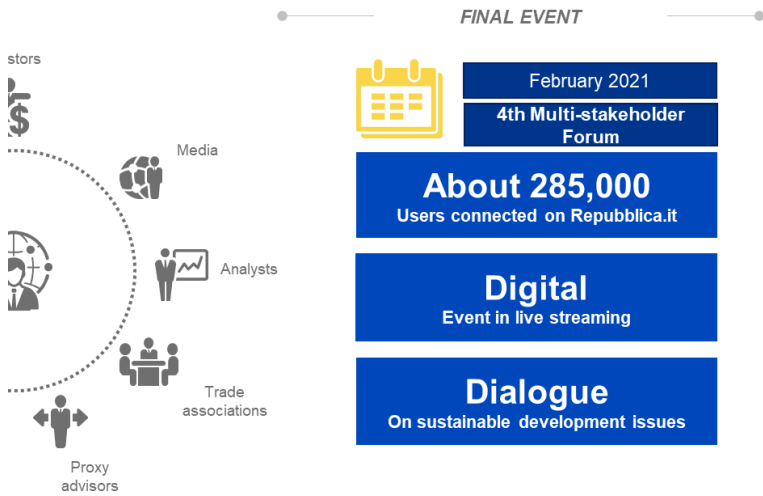 FINAL EVENT
stors
Media
Analysts
Trade
associations
Proxy
advisors
February 2021
4th Multi-stakeholder
Forum
About 285,000
Users connected on Repubblica.it
Digital
Event in live streaming
Dialogue
On sustainable development issues